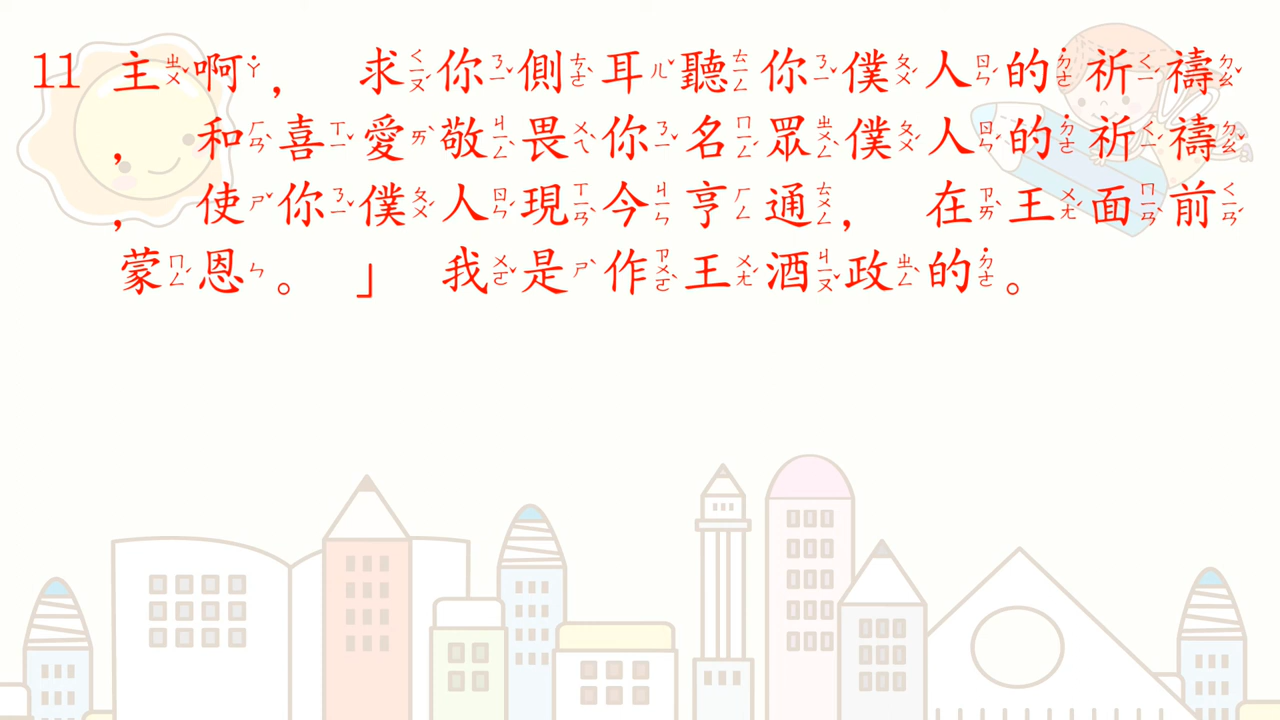 11 主啊， 求你側耳聽你僕人的祈禱
， 和喜愛敬畏你名眾僕人的祈禱
， 使你僕人現今亨通， 在王面前
蒙恩。」 我是作王酒政的。